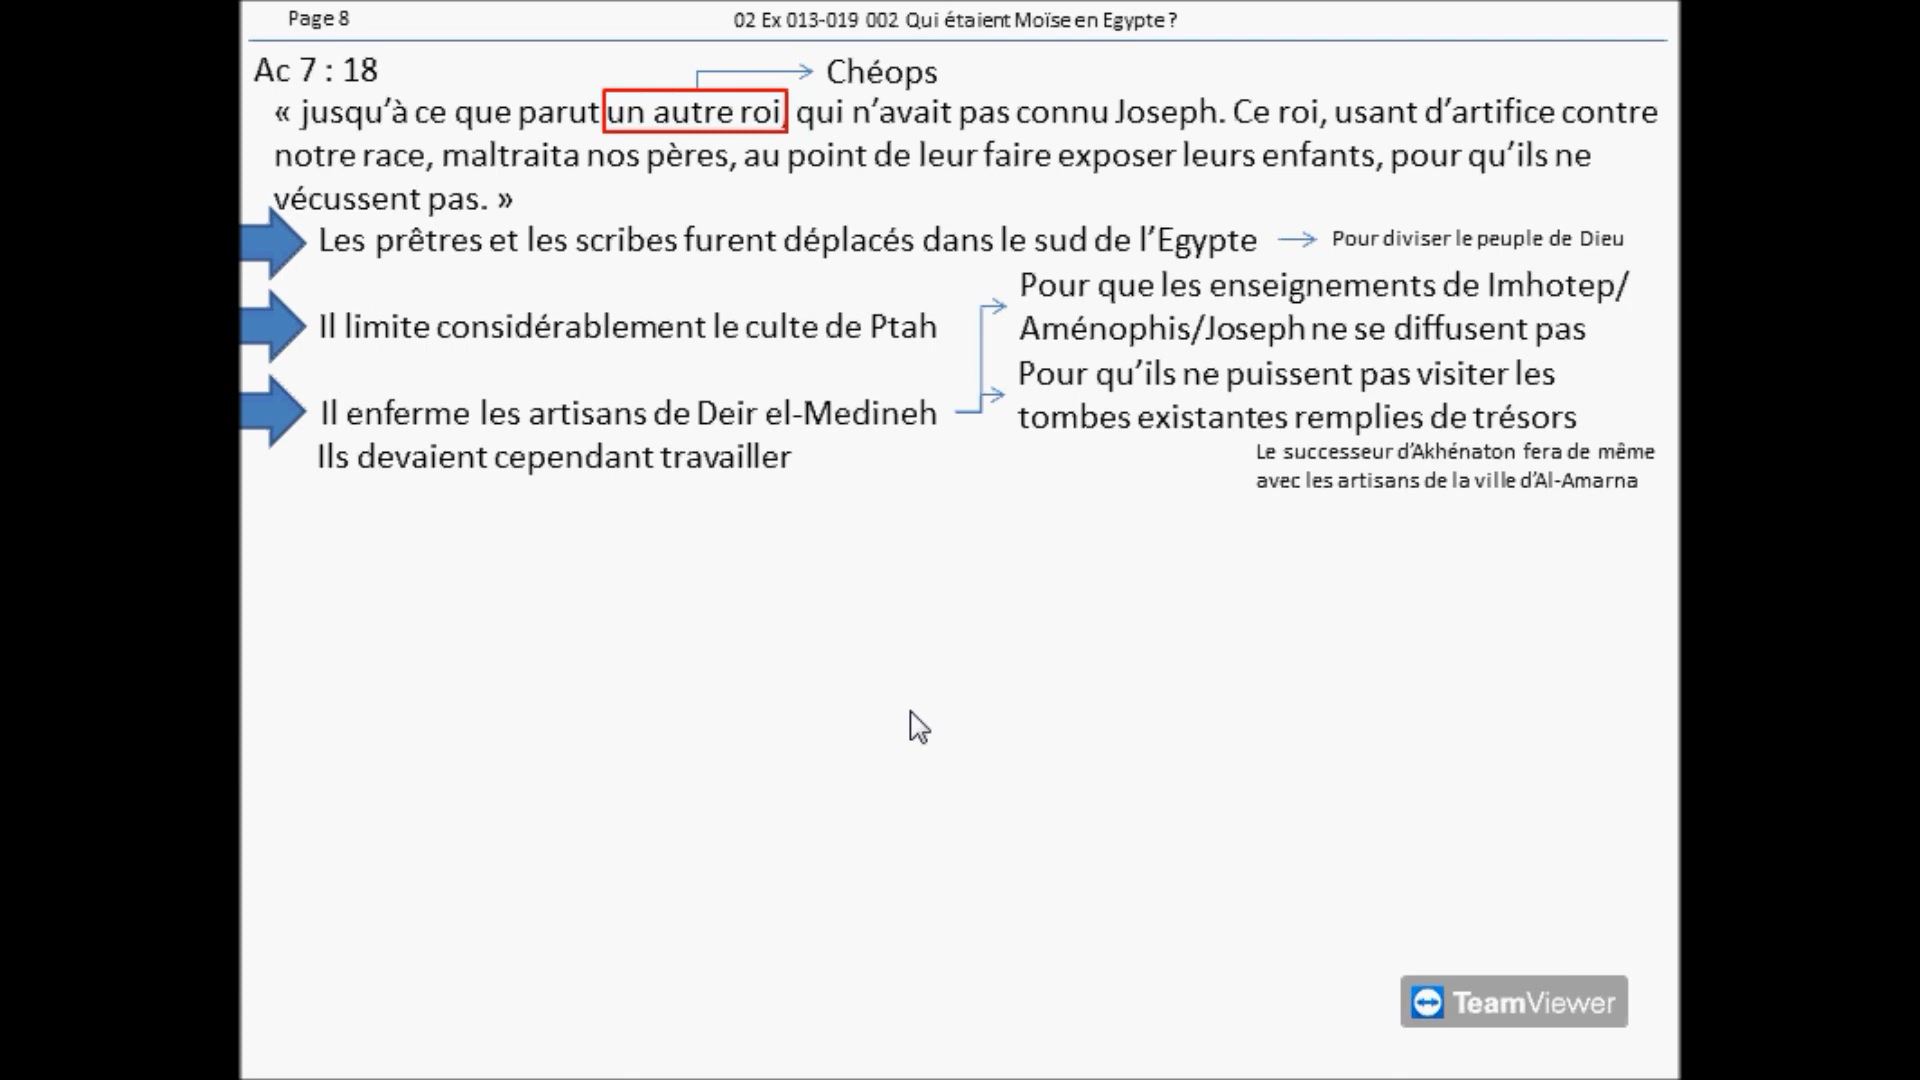 Page 8
02 Ex 013-019 002 Qui étaient Moïse en Egypte ?
Ac 7 : 18
Chéops
« jusqu’à ce que parut un autre roi, qui n’avait pas connu Joseph. Ce roi, usant d’artifice contre
notre race, maltraita nos pères, au point de leur faire exposer leurs enfants, pour qu’ils ne
vécussent pas. »
Les prêtres et les scribes furent déplacés dans le sud de l’Egypte
Pour diviser le peuple de Dieu
Il limite considérablement le culte de Ptah
Pour que les enseignements de Imhotep/
Aménophis/Joseph ne se diffusent pas
Il enferme les artisans de Deir el-Medineh
Ils devaient cependant travailler
Pour qu’ils ne puissent pas visiter les
tombes existantes remplies de trésors
Le successeur d’Akhénaton fera de même
avec les artisans de la ville d’Al-Amarna
TeamViewer